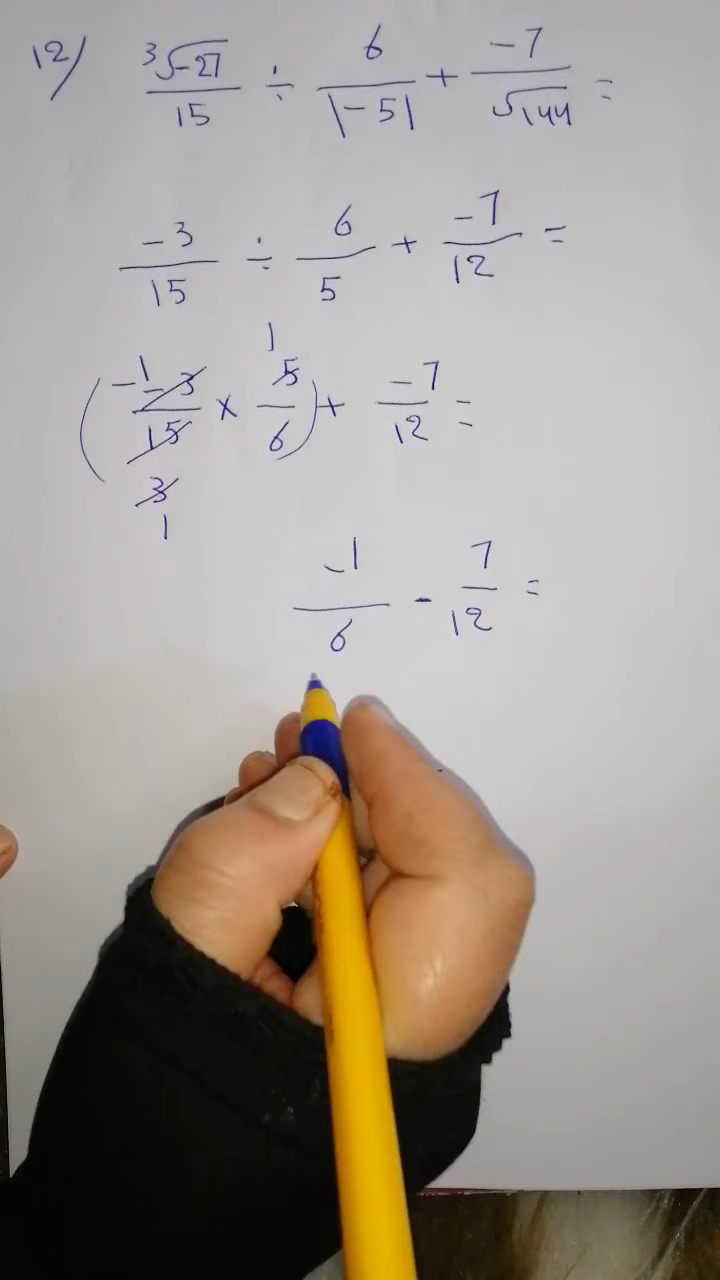 12/ ³√-27/15 ÷ 6/|-5| + -7/√144 =
-3/15 ÷ 6/5 + -7/12 =
(-1 -3/15 3 1 × 1 5/6) + -7/12 =
-1/6 - 7/12 =